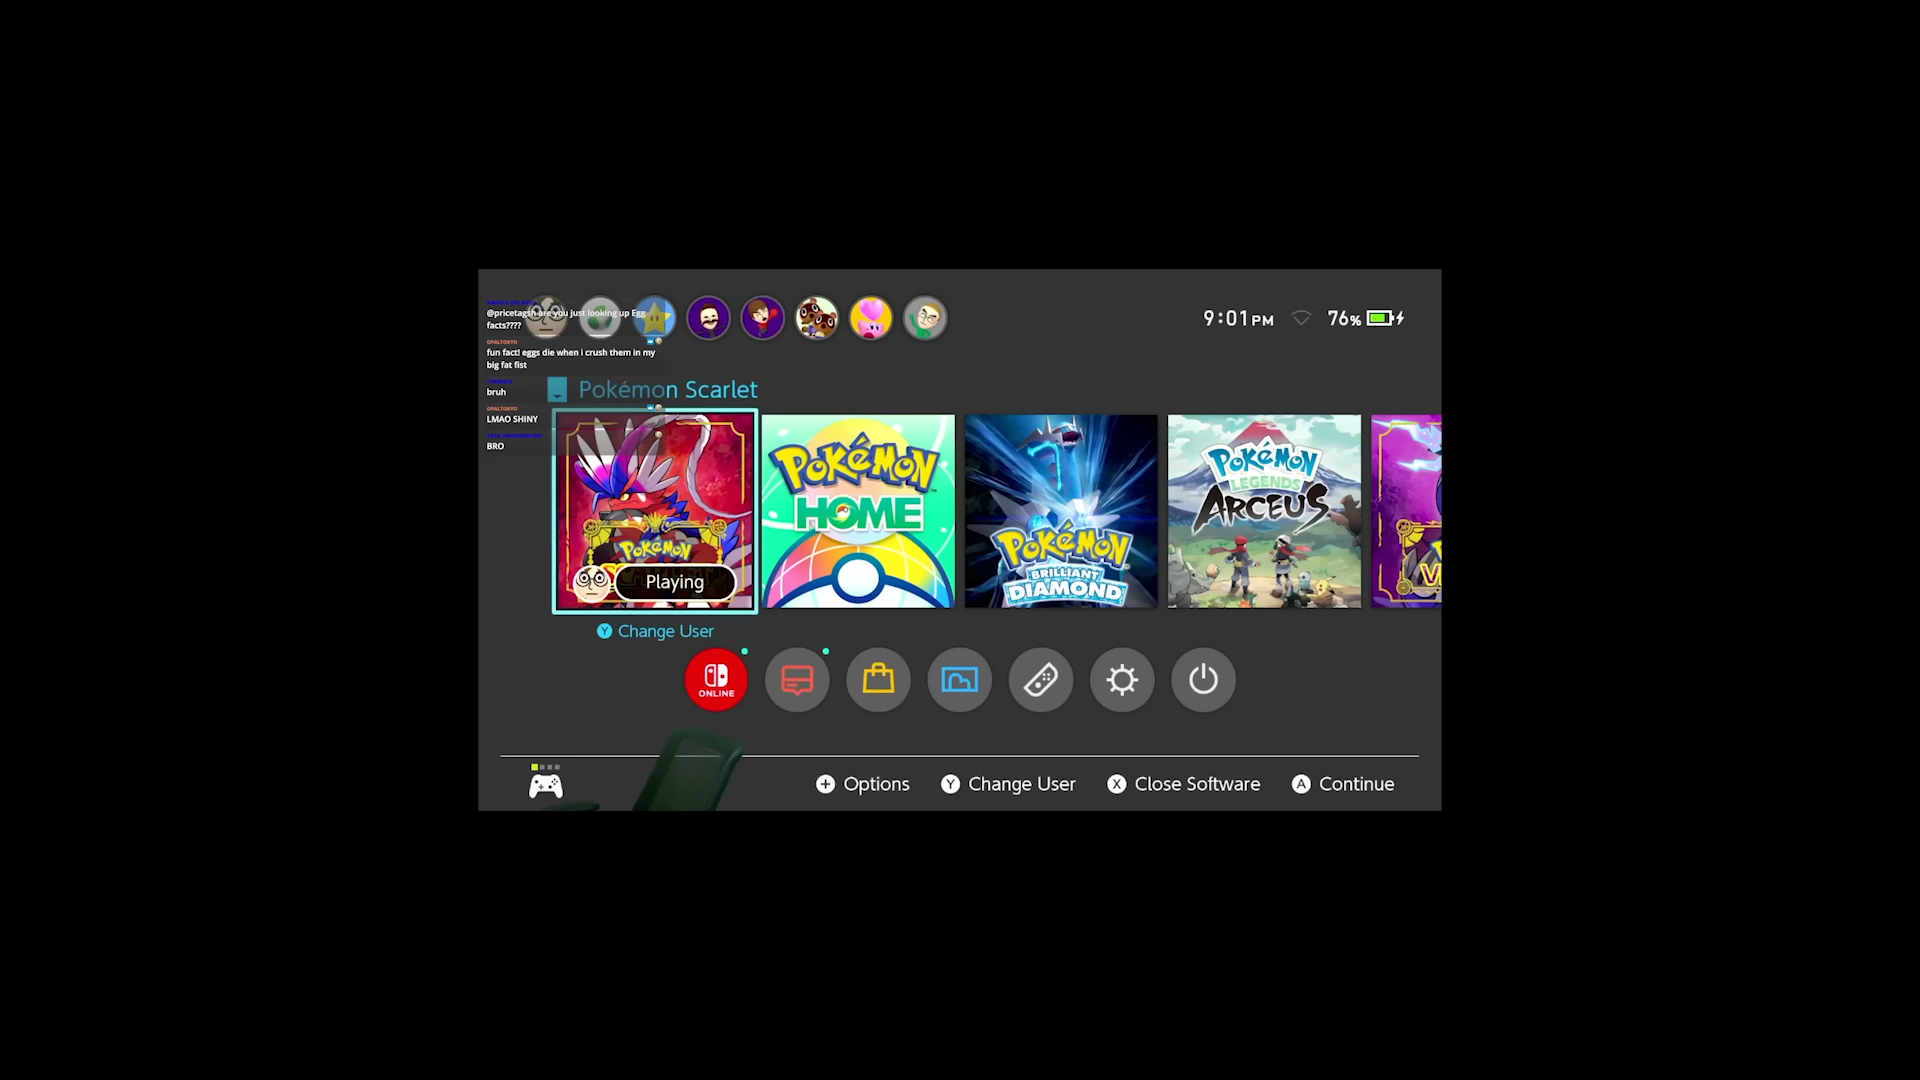 @pricetagsh are you just looking up Egg
facts????
OPALTOKYO
fun fact! eggs die when i crush them in my
big fat fist
bruh
OPALTOKYO
LMAO SHINY
BRO
9:01 PM
76%
Pokémon Scarlet
POKÉMON
Playing
POKÉMON
HOME
POKÉMON
BRILLIANT
DIAMOND
POKÉMON
LEGENDS
ARCEUS
V
Y Change User
ONLINE
+ Options
Y Change User
X Close Software
A Continue